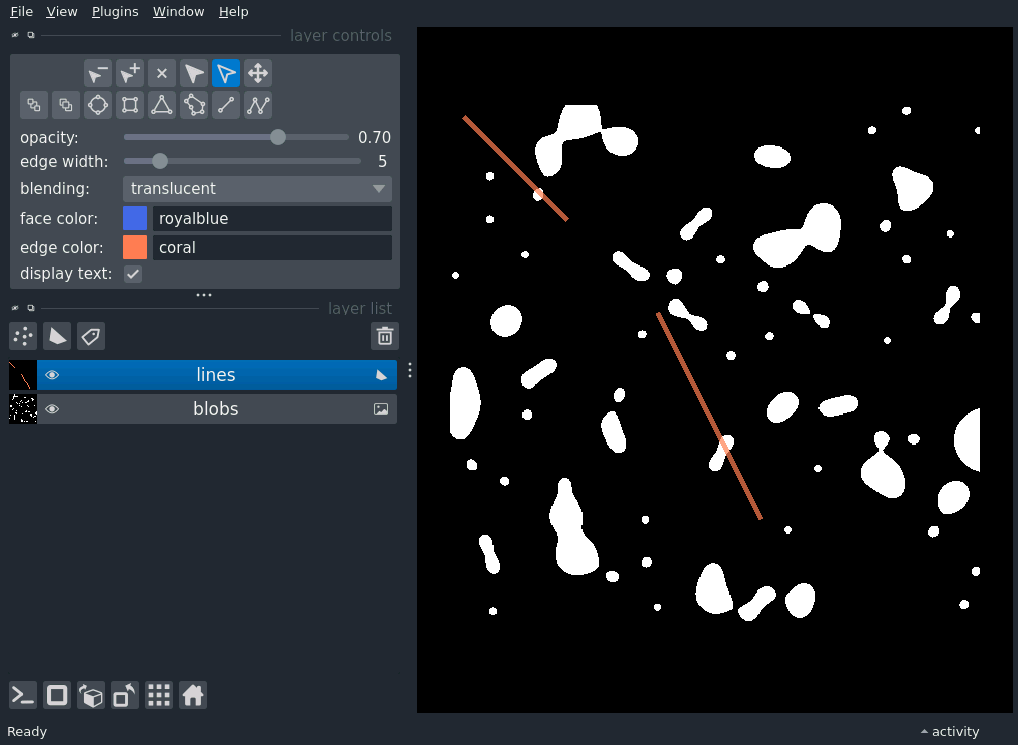 File View Plugins Window Help
layer controls
opacity: 0.70
edge width: 5
blending: translucent
face color: royalblue
edge color: coral
display text:
layer list
lines
blobs
Ready activity